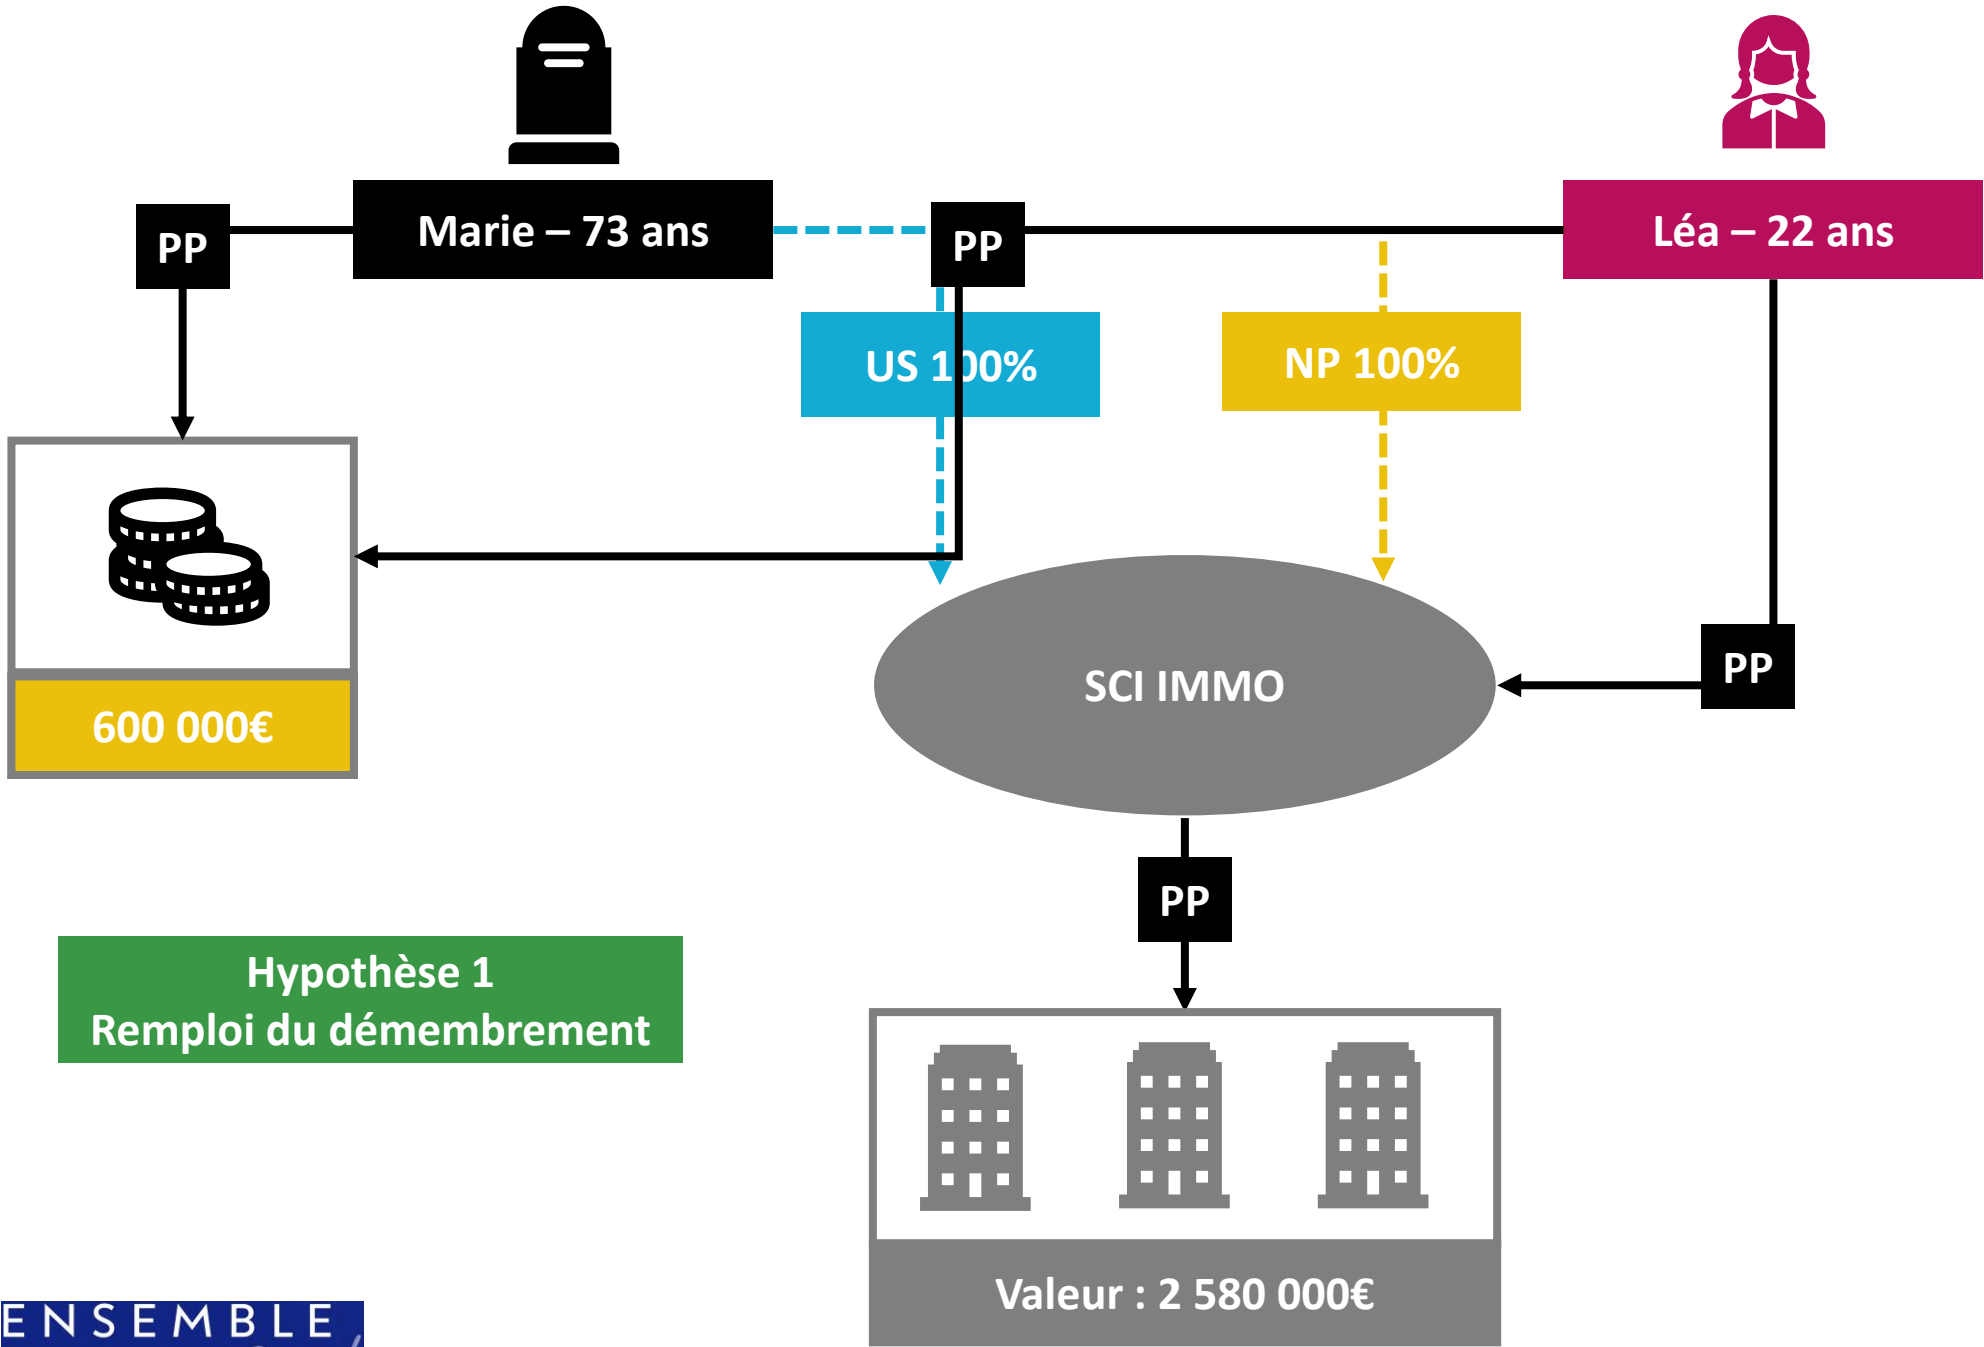 Marie – 73 ans
Léa – 22 ans
PP
PP
US 100%
NP 100%
600 000€
SCI IMMO
PP
PP
Hypothèse 1
Remploi du démembrement
Valeur : 2 580 000€
ENSEMBLE